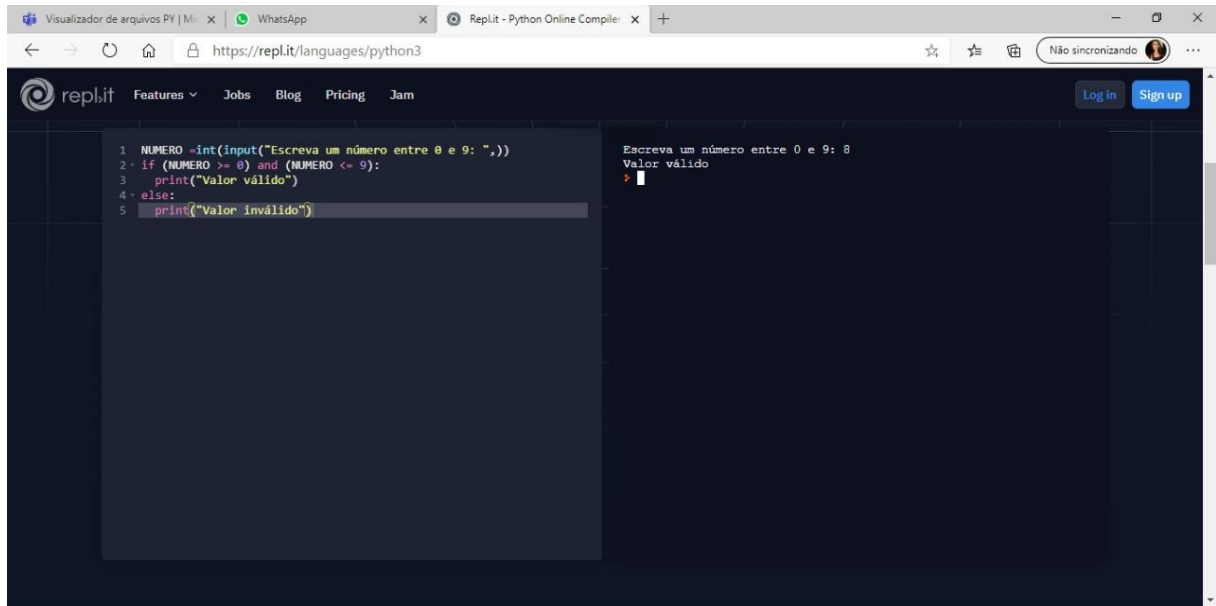 Visualizador de arquivos PY | Mic
WhatsApp
Repl.it - Python Online Compiler
https://repl.it/languages/python3
Não sincronizando
repl.it
Features
Jobs
Blog
Pricing
Jam
Log in
Sign up
1 NUMERO =int(input("Escreva um número entre 0 e 9: ",))
2 if (NUMERO >= 0) and (NUMERO <= 9):
3 print("Valor válido")
4 else:
5 print("Valor inválido")
Escreva um número entre 0 e 9: 8
Valor válido